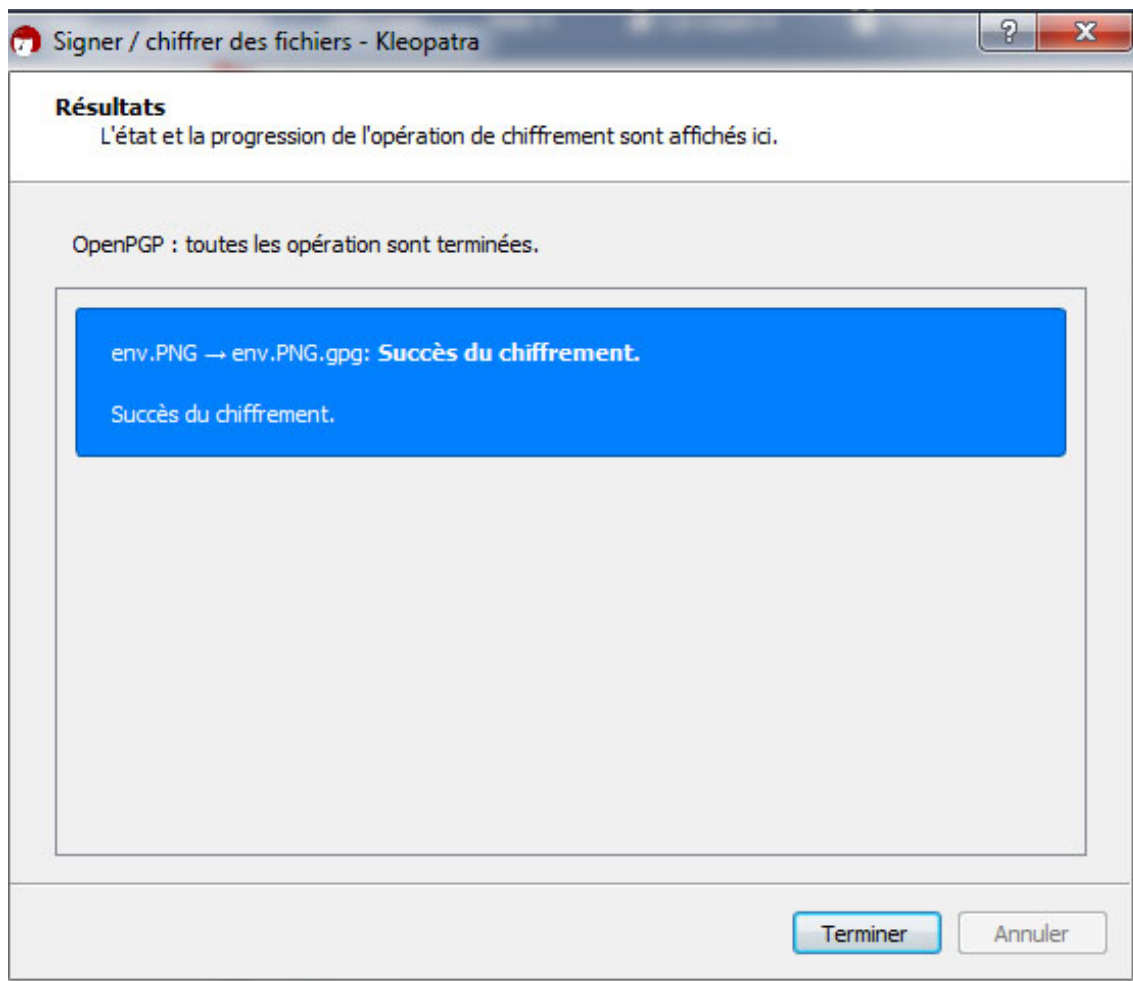 Signer / chiffrer des fichiers - Kleopatra
?
X
Résultats
L'état et la progression de l'opération de chiffrement sont affichés ici.
OpenPGP : toutes les opération sont terminées.
env.PNG → env.PNG.gpg: Succès du chiffrement.
Succès du chiffrement.
Terminer
Annuler